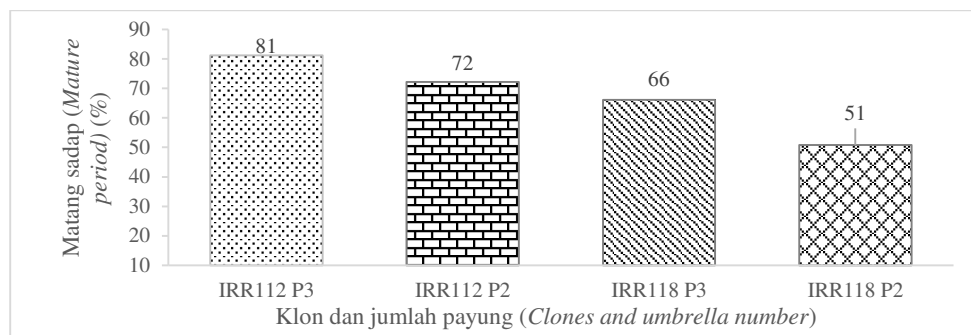 Matang sadap (Mature
period) (%)
90
80
70
60
50
40
30
20
10
81
72
66
51
IRR112 P3
IRR112 P2
IRR118 P3
IRR118 P2
Klon dan jumlah payung (Clones and umbrella number)